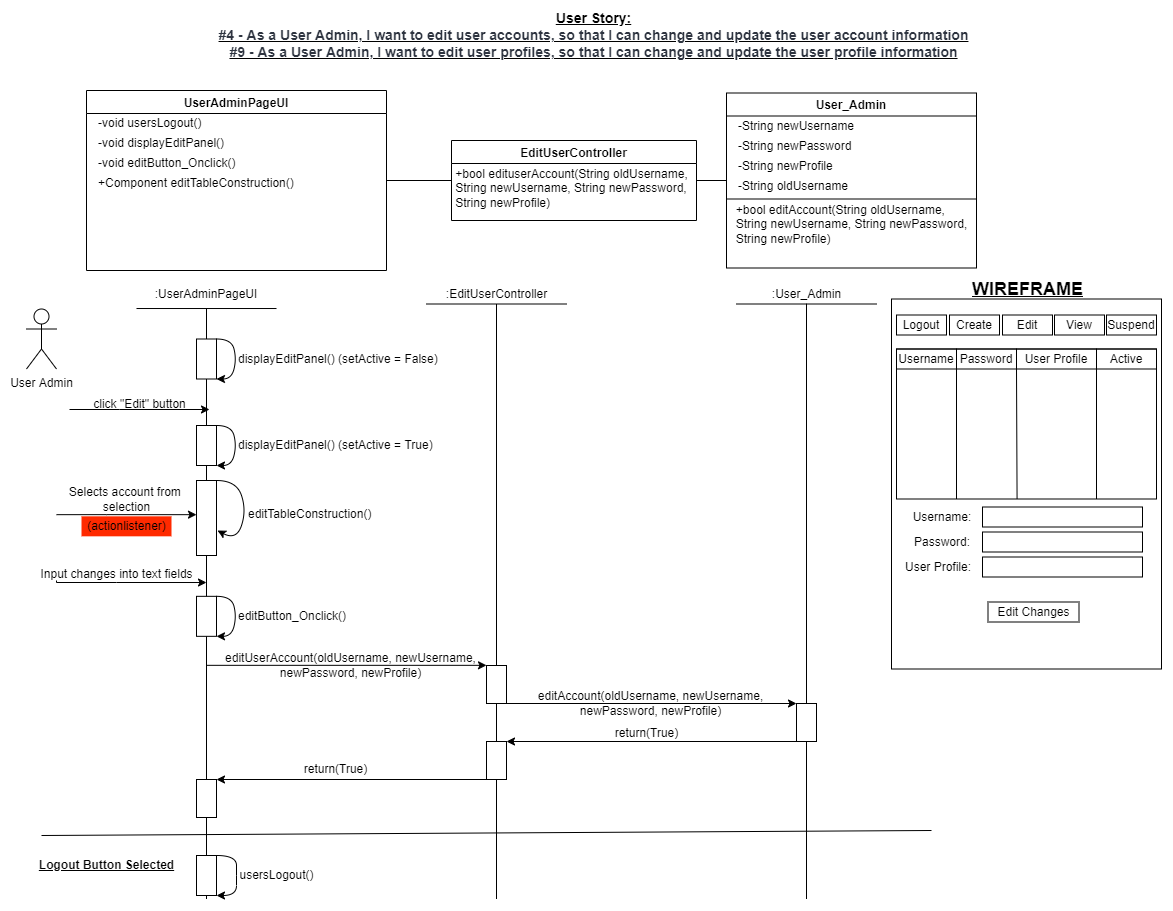 User Story:
#4 - As a User Admin, I want to edit user accounts, so that I can change and update the user account information
#9 - As a User Admin, I want to edit user profiles, so that I can change and update the user profile information
UserAdminPageUI
-void usersLogout()
-void displayEditPanel()
-void editButton_Onclick()
+Component editTableConstruction()
EditUserController
+bool edituserAccount(String oldUsername,
String newUsername, String newPassword,
String newProfile)
User_Admin
-String newUsername
-String newPassword
-String newProfile
-String oldUsername
+bool editAccount(String oldUsername,
String newUsername, String newPassword,
String newProfile)
:UserAdminPageUI
:EditUserController
:User_Admin
User Admin
displayEditPanel() (setActive = False)
click "Edit" button
displayEditPanel() (setActive = True)
Selects account from
selection
(actionlistener)
editTableConstruction()
Input changes into text fields
editButton_Onclick()
editUserAccount(oldUsername, newUsername,
newPassword, newProfile)
editAccount(oldUsername, newUsername,
newPassword, newProfile)
return(True)
return(True)
Logout Button Selected
usersLogout()
WIREFRAME
Logout Create Edit View Suspend
Username Password User Profile Active
Username:
Password:
User Profile:
Edit Changes